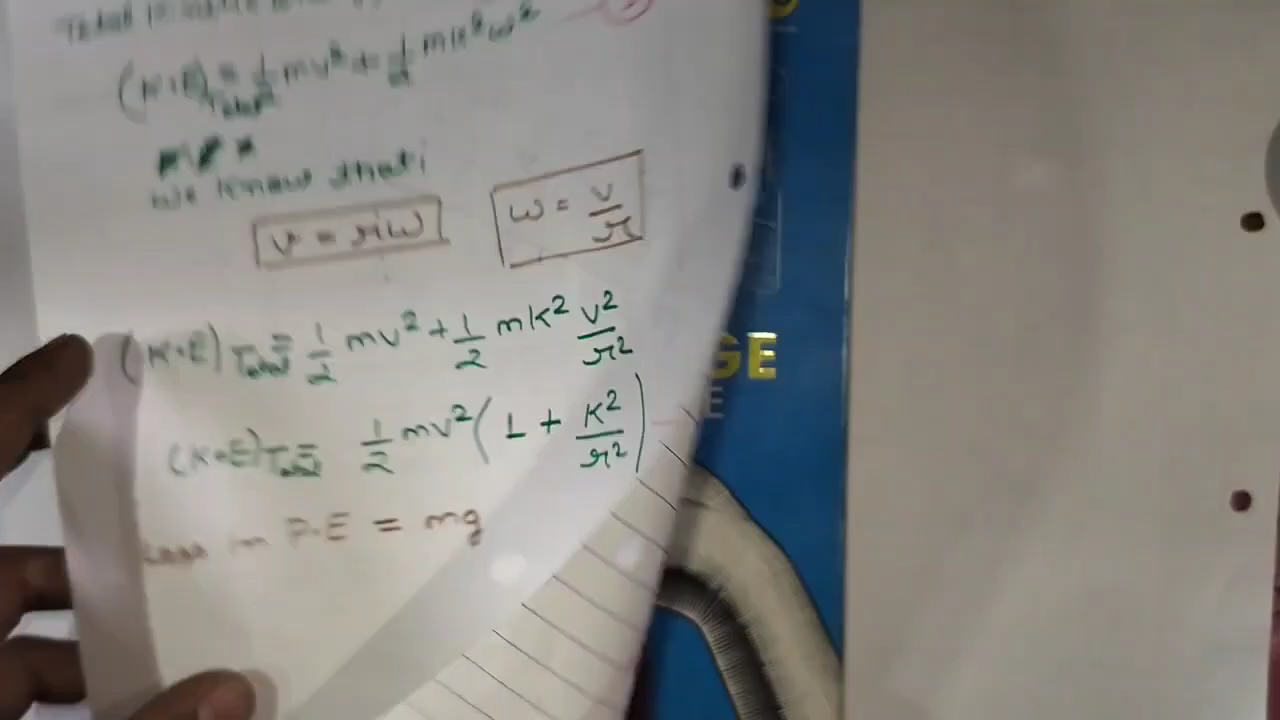 Total
(K.E)Total = 1/2 mv² + 1/2 mk²ω²
we know that;
v = rω
ω = v/r
(K.E)Total = 1/2 mv² + 1/2 mk² v²/r²
(K.E)Total = 1/2 mv² (1 + k²/r²)
Loss in P.E = mg
GE
E